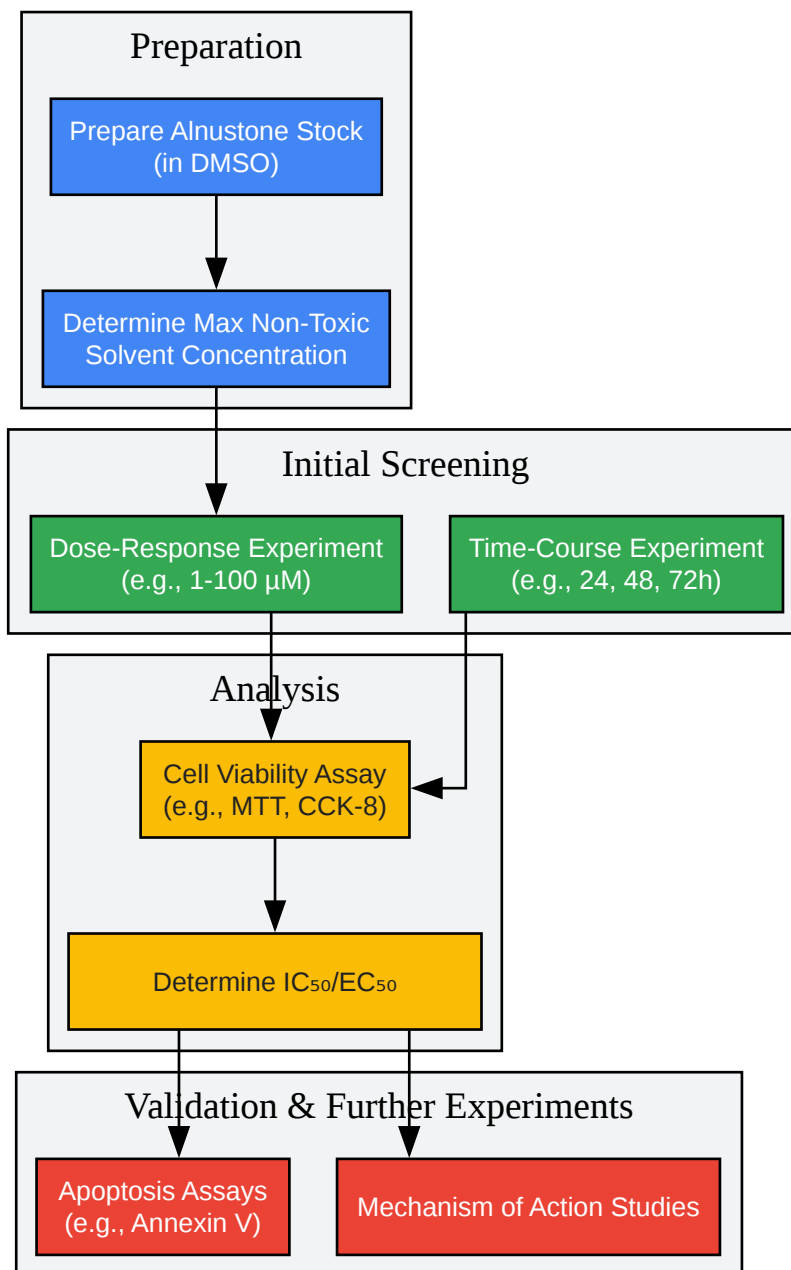 Preparation
Prepare Alnustone Stock
(in DMSO)
Determine Max Non-Toxic
Solvent Concentration
Initial Screening
Dose-Response Experiment
(e.g., 1-100 µM)
Time-Course Experiment
(e.g., 24, 48, 72h)
Analysis
Cell Viability Assay
(e.g., MTT, CCK-8)
Determine IC₅₀/EC₅₀
Validation & Further Experiments
Apoptosis Assays
(e.g., Annexin V)
Mechanism of Action Studies